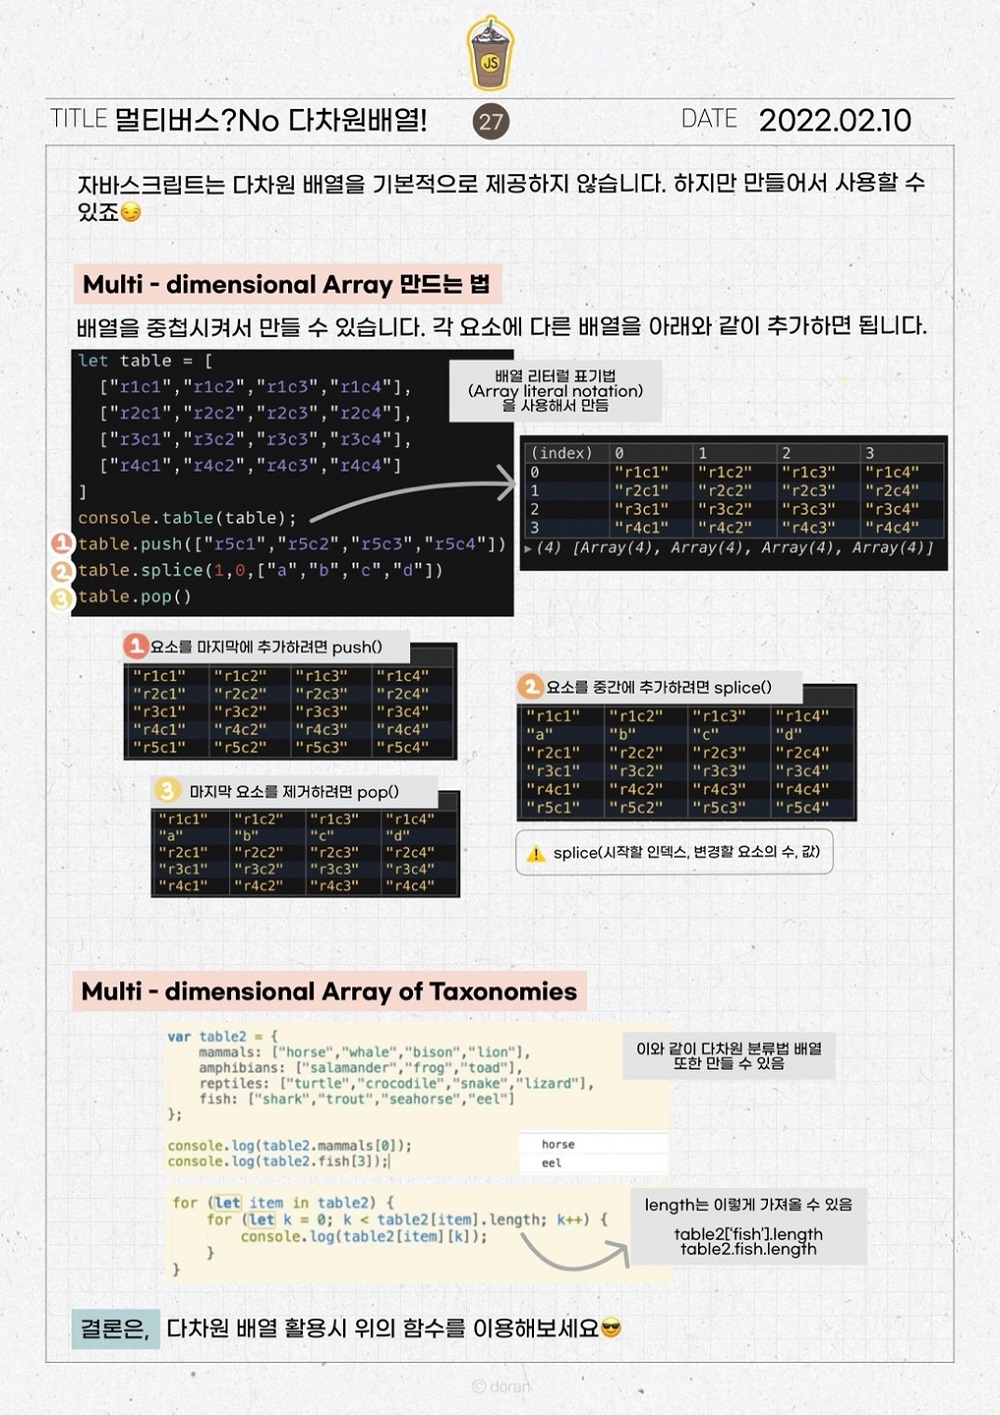 JS
TITLE 멀티버스?No 다차원배열! 27 DATE 2022.02.10
자바스크립트는 다차원 배열을 기본적으로 제공하지 않습니다. 하지만 만들어서 사용할 수
있죠😏
Multi - dimensional Array 만드는 법
배열을 중첩시켜서 만들 수 있습니다. 각 요소에 다른 배열을 아래와 같이 추가하면 됩니다.
let table = [
["r1c1","r1c2","r1c3","r1c4"],
["r2c1","r2c2","r2c3","r2c4"],
["r3c1","r3c2","r3c3","r3c4"],
["r4c1","r4c2","r4c3","r4c4"]
]
console.table(table);
1 table.push(["r5c1","r5c2","r5c3","r5c4"])
2 table.splice(1,0,["a","b","c","d"])
3 table.pop()
배열 리터럴 표기법
(Array literal notation)
을 사용해서 만듬
(index) 0 1 2 3
0 "r1c1" "r1c2" "r1c3" "r1c4"
1 "r2c1" "r2c2" "r2c3" "r2c4"
2 "r3c1" "r3c2" "r3c3" "r3c4"
3 "r4c1" "r4c2" "r4c3" "r4c4"
▶(4) [Array(4), Array(4), Array(4), Array(4)]
1 요소를 마지막에 추가하려면 push()
"r1c1" "r1c2" "r1c3" "r1c4"
"r2c1" "r2c2" "r2c3" "r2c4"
"r3c1" "r3c2" "r3c3" "r3c4"
"r4c1" "r4c2" "r4c3" "r4c4"
"r5c1" "r5c2" "r5c3" "r5c4"
2 요소를 중간에 추가하려면 splice()
"r1c1" "r1c2" "r1c3" "r1c4"
"a" "b" "c" "d"
"r2c1" "r2c2" "r2c3" "r2c4"
"r3c1" "r3c2" "r3c3" "r3c4"
"r4c1" "r4c2" "r4c3" "r4c4"
"r5c1" "r5c2" "r5c3" "r5c4"
⚠️ splice(시작할 인덱스, 변경할 요소의 수, 값)
3 마지막 요소를 제거하려면 pop()
"r1c1" "r1c2" "r1c3" "r1c4"
"a" "b" "c" "d"
"r2c1" "r2c2" "r2c3" "r2c4"
"r3c1" "r3c2" "r3c3" "r3c4"
"r4c1" "r4c2" "r4c3" "r4c4"
Multi - dimensional Array of Taxonomies
var table2 = {
mammals: ["horse","whale","bison","lion"],
amphibians: ["salamander","frog","toad"],
reptiles: ["turtle","crocodile","snake","lizard"],
fish: ["shark","trout","seahorse","eel"]
};
console.log(table2.mammals[0]);
console.log(table2.fish[3]);
이와 같이 다차원 분류법 배열
또한 만들 수 있음
horse
eel
for (let item in table2) {
for (let k = 0; k < table2[item].length; k++) {
console.log(table2[item][k]);
}
}
length는 이렇게 가져올 수 있음
table2['fish'].length
table2.fish.length
결론은, 다차원 배열 활용시 위의 함수를 이용해보세요😎
© doran